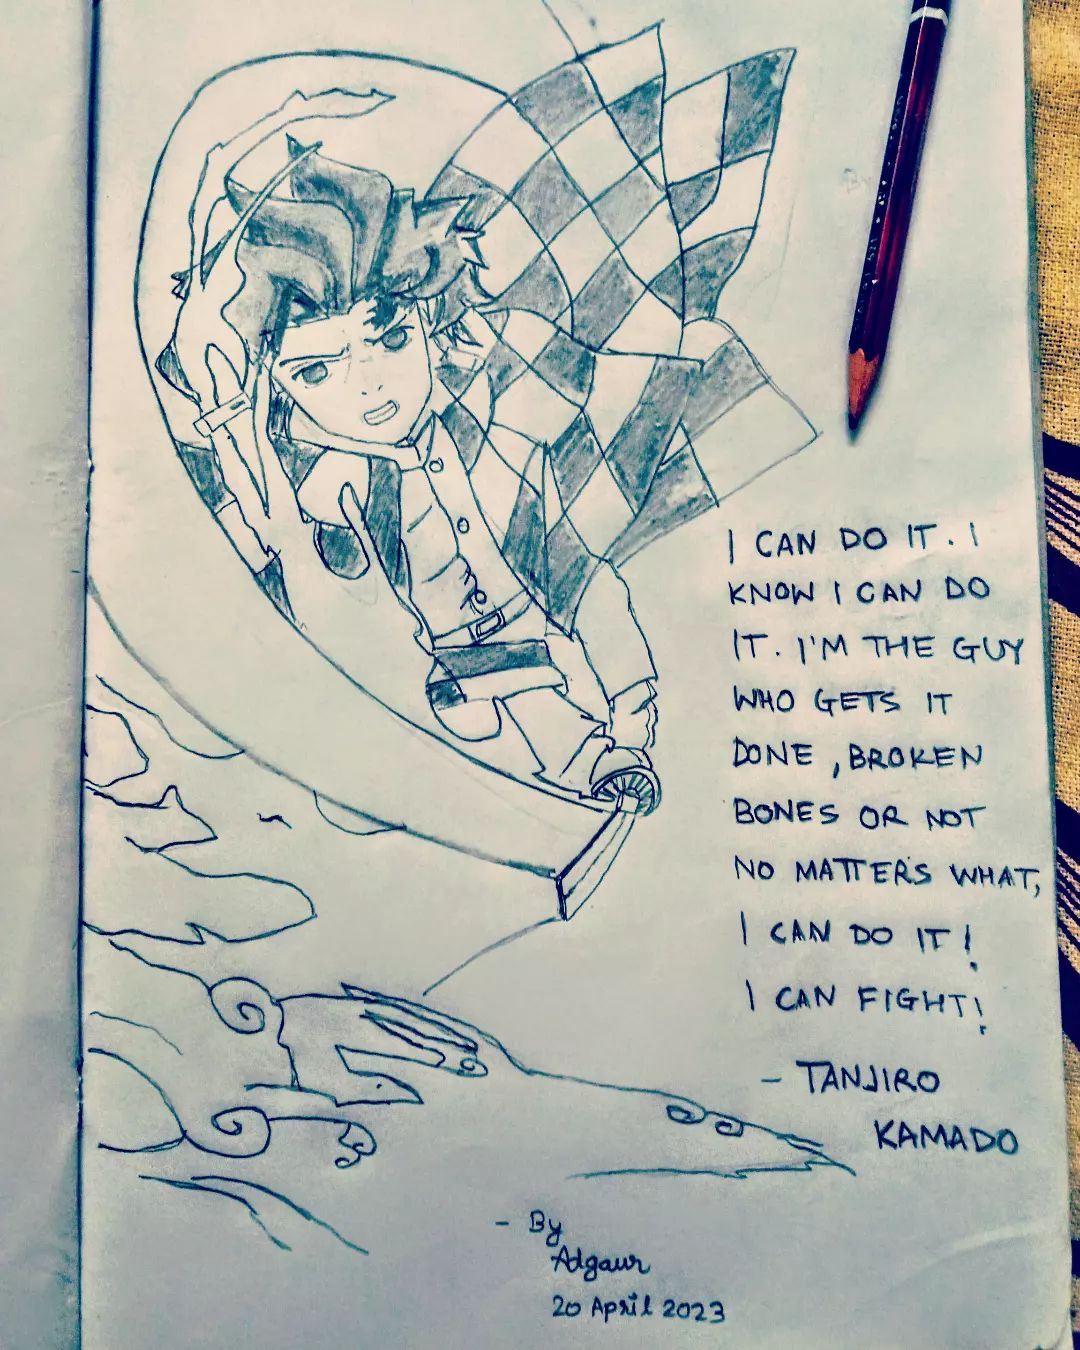 I CAN DO IT. I
KNOW I CAN DO
IT. I'M THE GUY
WHO GETS IT
DONE, BROKEN
BONES OR NOT
NO MATTERS WHAT,
I CAN DO IT!
I CAN FIGHT!
- TANJIRO
KAMADO
- By
Adgaur
20 April 2023